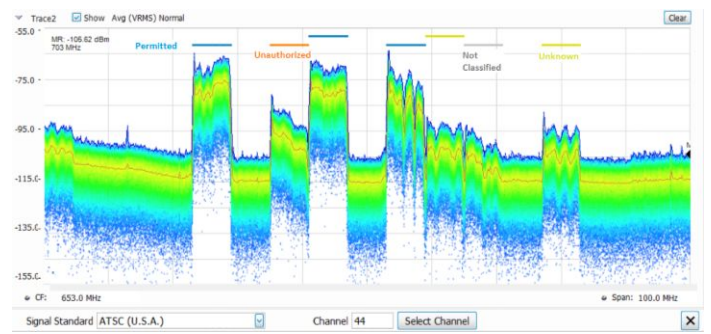 Trace2 Show Avg (VRMS) Normal Clear
-55.0
MR: -106.62 dBm
703 MHz
Permitted
Unauthorized
Not
Classified
Unknown
-75.0
-95.0
M
-115.0
-135.0
-155.0
CF: 653.0 MHz Span: 100.0 MHz
Signal Standard ATSC (U.S.A.) Channel 44 Select Channel